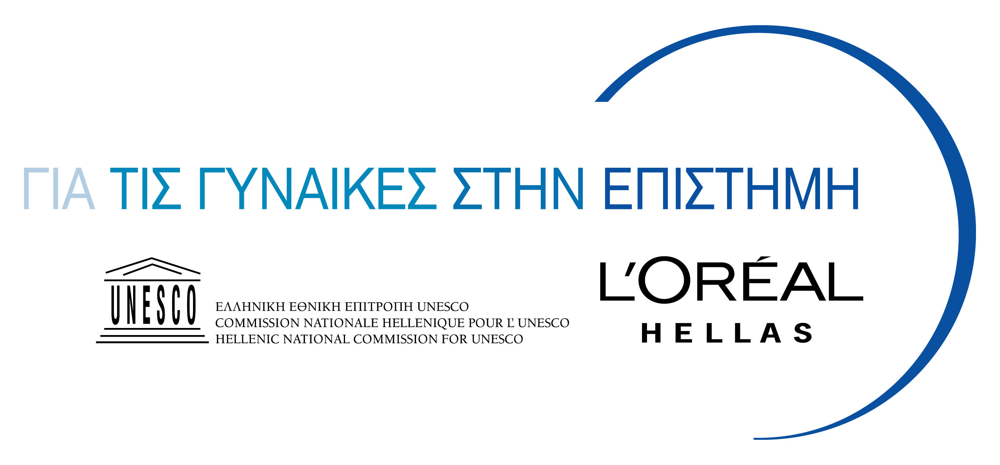 ΓΙΑ ΤΙΣ ΓΥΝΑΙΚΕΣ ΣΤΗΝ ΕΠΙΣΤΗΜΗ
UNESCO
ΕΛΛΗΝΙΚΗ ΕΘΝΙΚΗ ΕΠΙΤΡΟΠΗ UNESCO
COMMISSION NATIONALE HELLENIQUE POUR L' UNESCO
HELLENIC NATIONAL COMMISSION FOR UNESCO
L'ORÉAL
HELLAS